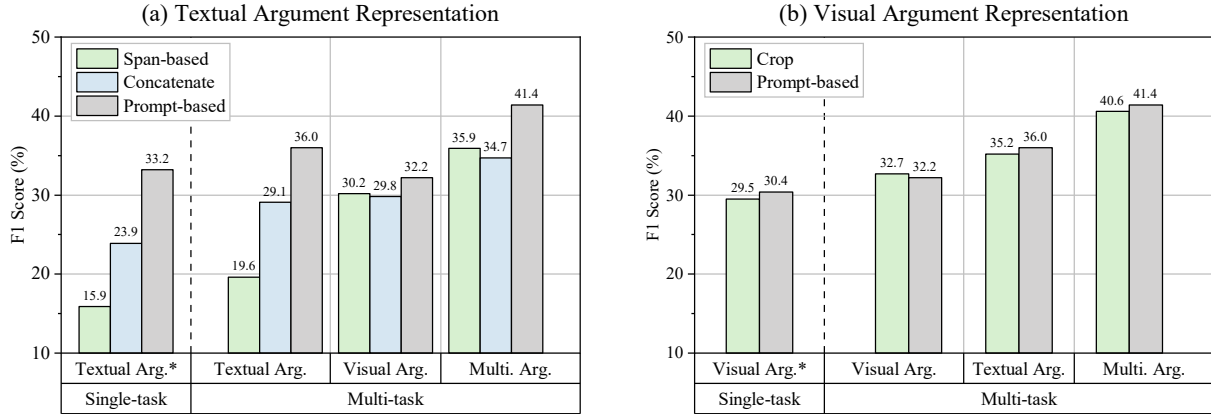 (a) Textual Argument Representation
F1 Score (%)
50
40
30
20
10
Span-based
Concatenate
Prompt-based
15.9
23.9
33.2
19.6
29.1
36.0
30.2
29.8
32.2
35.9
34.7
41.4
Textual Arg.* Textual Arg. Visual Arg. Multi. Arg.
Single-task Multi-task
(b) Visual Argument Representation
F1 Score (%)
50
40
30
20
10
Crop
Prompt-based
29.5
30.4
32.7
32.2
35.2
36.0
40.6
41.4
Visual Arg.* Visual Arg. Textual Arg. Multi. Arg.
Single-task Multi-task